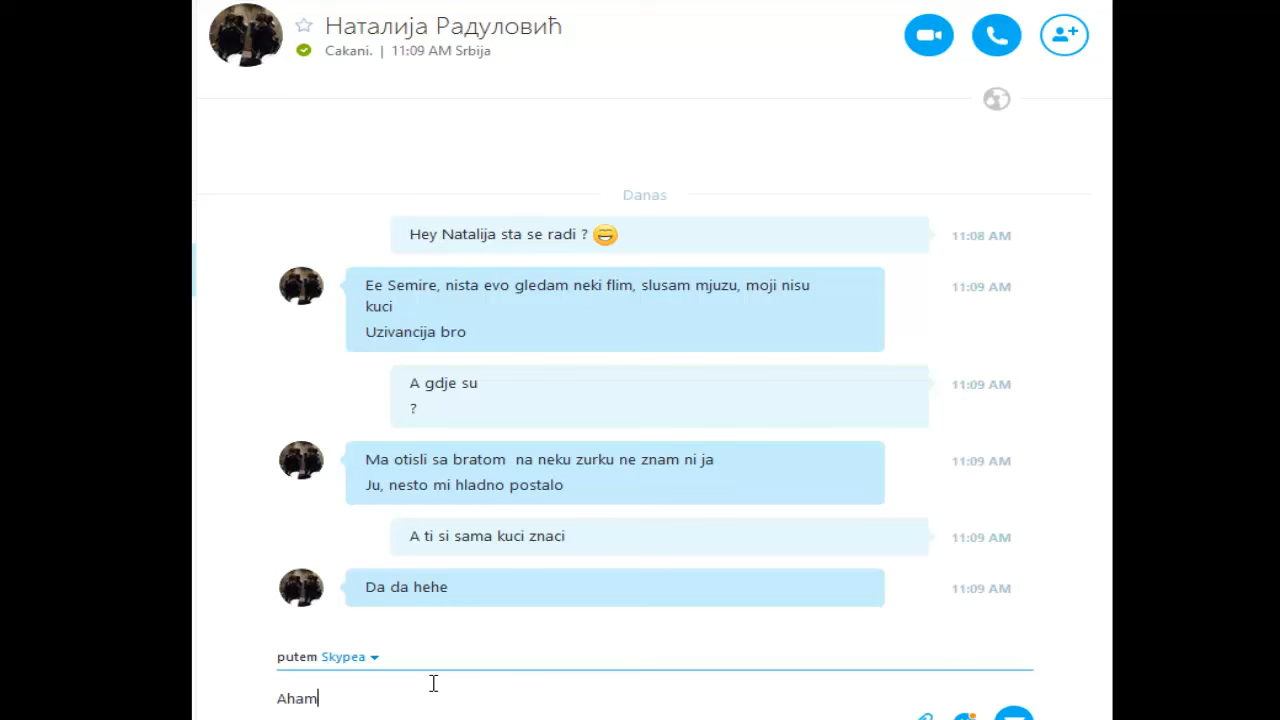 Наталија Радуловић
Cakani. | 11:09 AM Srbija
Danas
Hey Natalija sta se radi ?
11:08 AM
Ee Semire, nista evo gledam neki flim, slusam mjuzu, moji nisu
kuci
Uzivancija bro
11:09 AM
A gdje su
?
11:09 AM
Ma otisli sa bratom na neku zurku ne znam ni ja
Ju, nesto mi hladno postalo
11:09 AM
A ti si sama kuci znaci
11:09 AM
Da da hehe
11:09 AM
putem Skypea
Aham